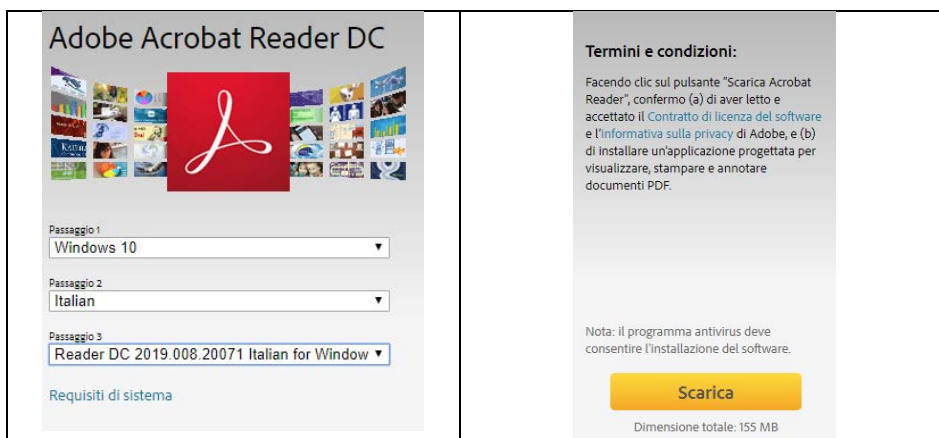 Adobe Acrobat Reader DC
Passaggio 1
Windows 10
Passaggio 2
Italian
Passaggio 3
Reader DC 2019.008.20071 Italian for Window
Requisiti di sistema
Termini e condizioni:
Facendo clic sul pulsante "Scarica Acrobat
Reader", confermo (a) di aver letto e
accettato il Contratto di licenza del software
e l'Informativa sulla privacy di Adobe, e (b)
di installare un'applicazione progettata per
visualizzare, stampare e annotare
documenti PDF.
Nota: il programma antivirus deve
consentire l'installazione del software.
Scarica
Dimensione totale: 155 MB